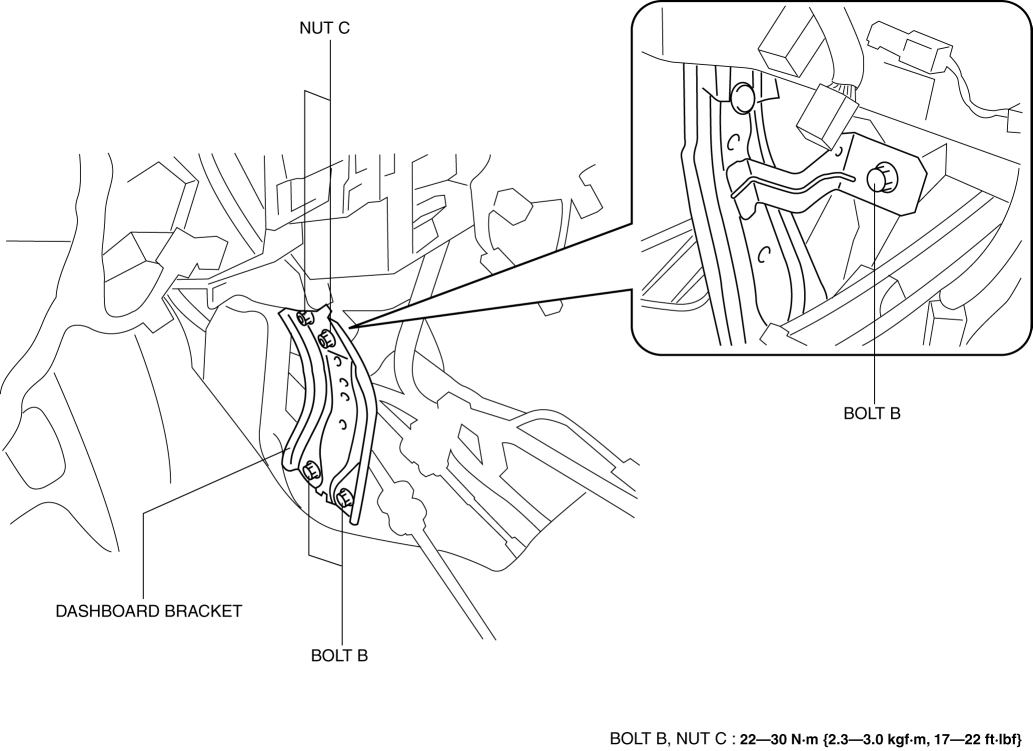 NUT C
BOLT B
DASHBOARD BRACKET
BOLT B
BOLT B, NUT C : 22—30 N·m {2.3—3.0 kgf·m, 17—22 ft·lbf}